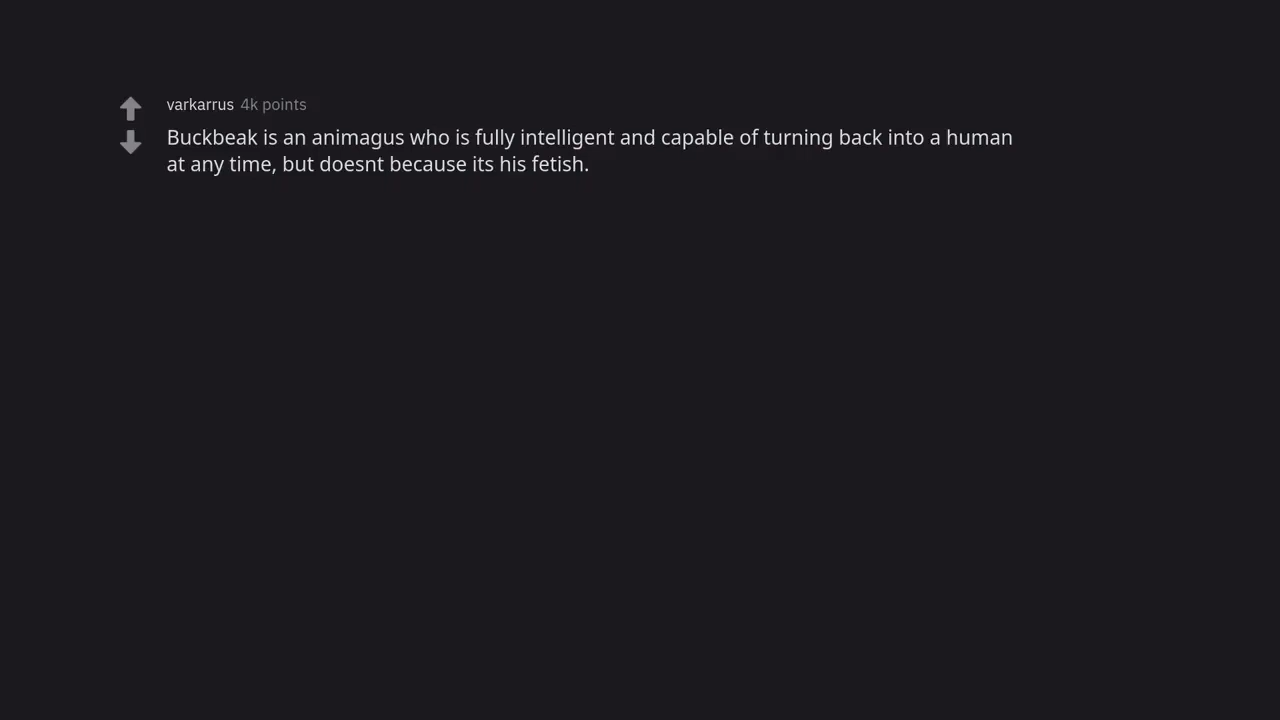 varkarrus 4k points
Buckbeak is an animagus who is fully intelligent and capable of turning back into a human
at any time, but doesnt because its his fetish.